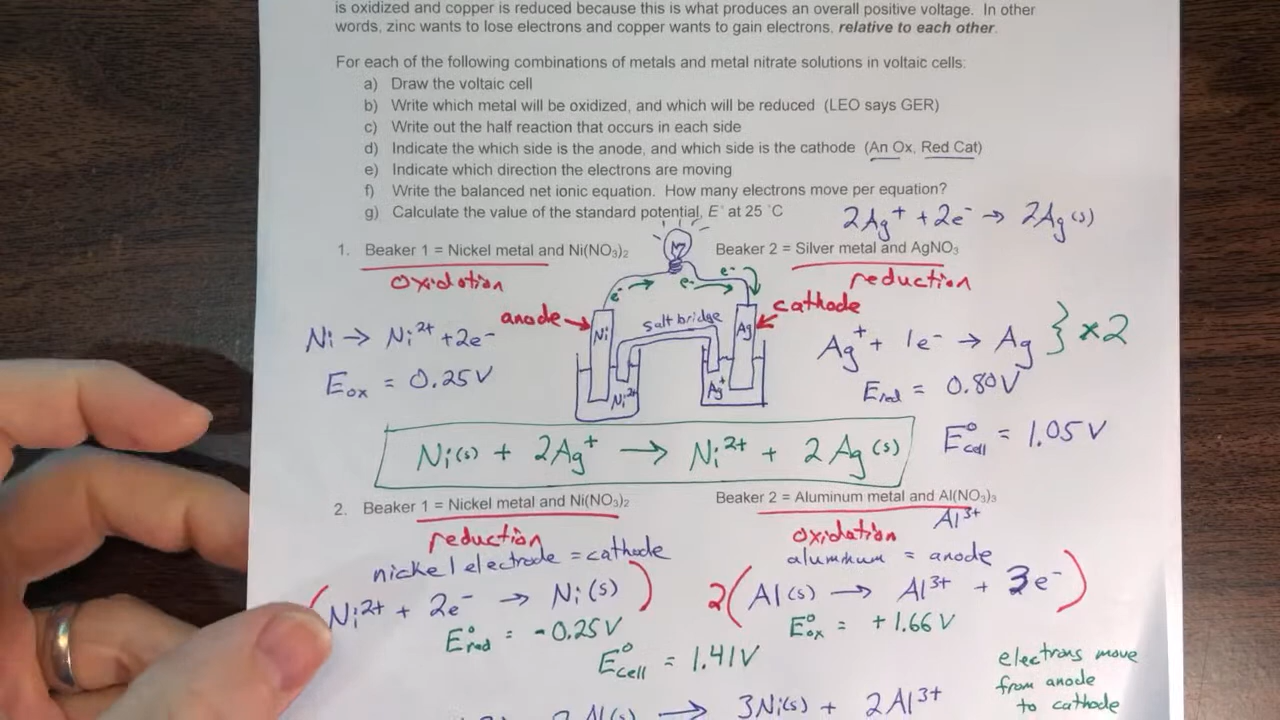 is oxidized and copper is reduced because this is what produces an overall positive voltage. In other
words, zinc wants to lose electrons and copper wants to gain electrons, relative to each other.
For each of the following combinations of metals and metal nitrate solutions in voltaic cells:
a) Draw the voltaic cell
b) Write which metal will be oxidized, and which will be reduced (LEO says GER)
c) Write out the half reaction that occurs in each side
d) Indicate the which side is the anode, and which side is the cathode (An Ox, Red Cat)
e) Indicate which direction the electrons are moving
f) Write the balanced net ionic equation. How many electrons move per equation?
g) Calculate the value of the standard potential, E° at 25 °C
2Ag⁺ + 2e⁻ → 2Ag(s)
1. Beaker 1 = Nickel metal and Ni(NO₃)₂ Beaker 2 = Silver metal and AgNO₃
oxidation
reduction
e⁻ e⁻ e⁻
anode
cathode
Ni
salt bridge
Ag
Ni²⁺
Ag⁺
Ni → Ni²⁺ + 2e⁻
Ag⁺ + 1e⁻ → Ag } ×2
Eox = 0.25V
Ered = 0.80V
E°cell = 1.05V
Ni(s) + 2Ag⁺ → Ni²⁺ + 2Ag(s)
2. Beaker 1 = Nickel metal and Ni(NO₃)₂ Beaker 2 = Aluminum metal and Al(NO₃)₃
Al³⁺
reduction
oxidation
nickel electrode = cathode
aluminum = anode
(Ni²⁺ + 2e⁻ → Ni(s))
2(Al(s) → Al³⁺ + 3e⁻)
E°red = -0.25V
E°ox = +1.66V
E°cell = 1.41V
electrons move
from anode
to cathode
2Al(s) → 3Ni(s) + 2Al³⁺